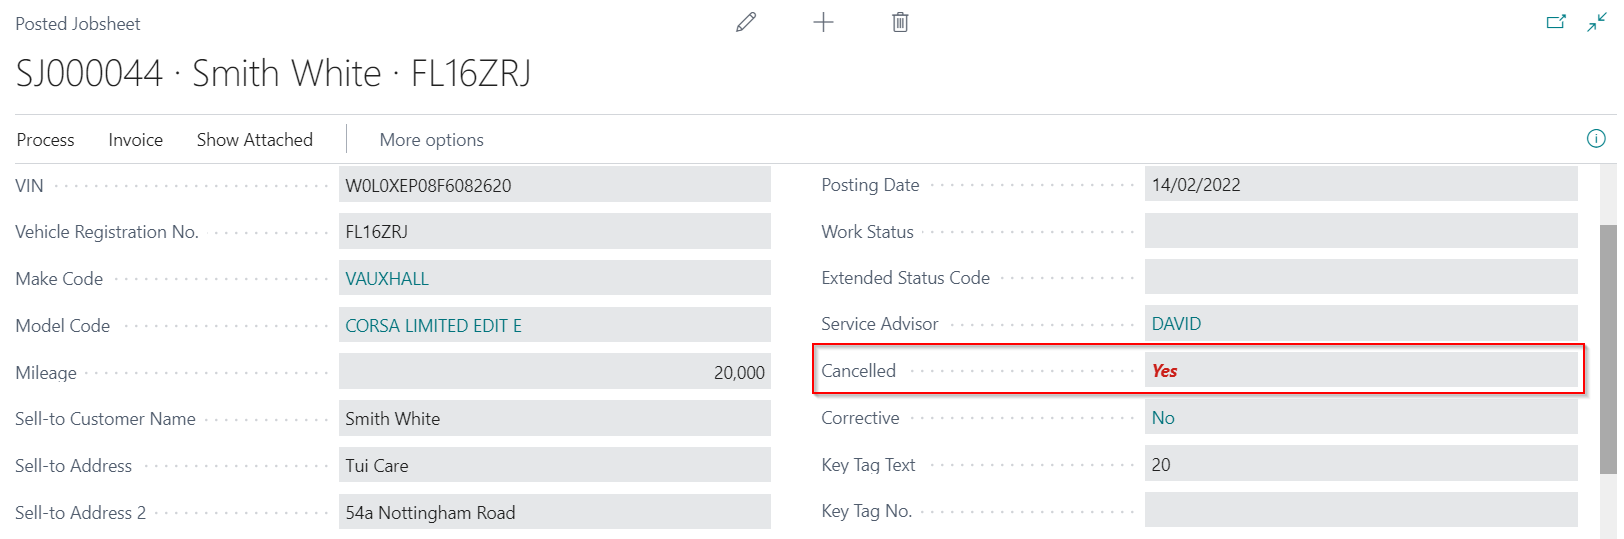 Posted Jobsheet
SJ000044 · Smith White · FL16ZRJ
Process Invoice Show Attached More options
VIN W0L0XEP08F6082620
Vehicle Registration No. FL16ZRJ
Make Code VAUXHALL
Model Code CORSA LIMITED EDIT E
Mileage 20,000
Sell-to Customer Name Smith White
Sell-to Address Tui Care
Sell-to Address 2 54a Nottingham Road
Posting Date 14/02/2022
Work Status
Extended Status Code
Service Advisor DAVID
Cancelled Yes
Corrective No
Key Tag Text 20
Key Tag No.